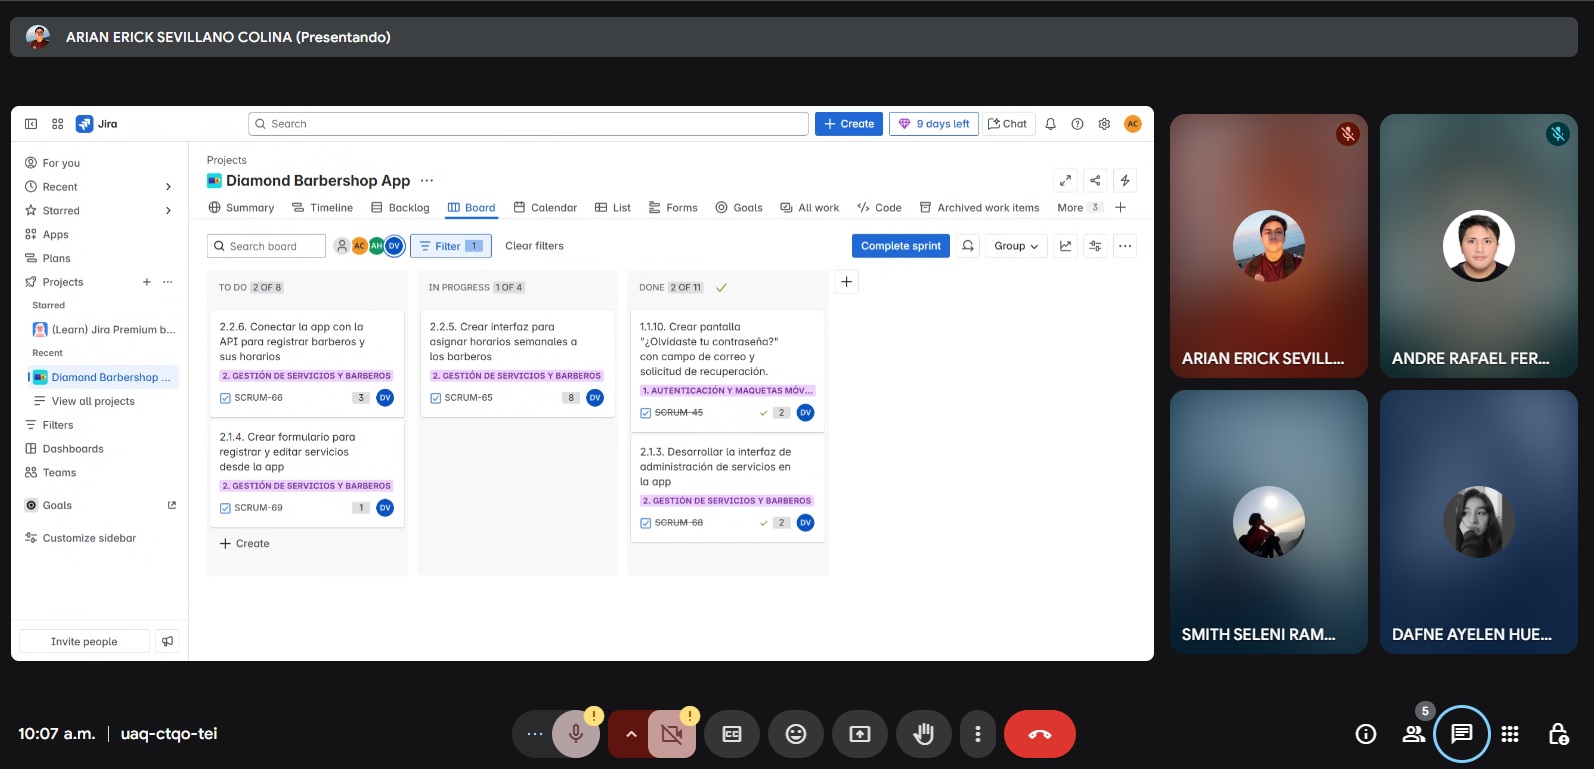 ARIAN ERICK SEVILLANO COLINA (Presentando)
Jira
Search
Create
9 days left
Chat
AC
For you
Recent
Starred
Apps
Plans
Projects
Starred
(Learn) Jira Premium b...
Recent
Diamond Barbershop ...
View all projects
Filters
Dashboards
Teams
Goals
Customize sidebar
Invite people
Projects
Diamond Barbershop App
Summary
Timeline
Backlog
Board
Calendar
List
Forms
Goals
All work
Code
Archived work items
More 3
Search board
AC AH DV
Filter 1
Clear filters
Complete sprint
Group
TO DO 2 OF 8
2.2.6. Conectar la app con la
API para registrar barberos y
sus horarios
2. GESTIÓN DE SERVICIOS Y BARBEROS
SCRUM-66 3 DV
2.1.4. Crear formulario para
registrar y editar servicios
desde la app
2. GESTIÓN DE SERVICIOS Y BARBEROS
SCRUM-69 1 DV
Create
IN PROGRESS 1 OF 4
2.2.5. Crear interfaz para
asignar horarios semanales a
los barberos
2. GESTIÓN DE SERVICIOS Y BARBEROS
SCRUM-65 8 DV
DONE 2 OF 11
1.1.10. Crear pantalla
"¿Olvidaste tu contraseña?"
con campo de correo y
solicitud de recuperación.
1. AUTENTICACIÓN Y MAQUETAS MÓV...
SCRUM-45 2 DV
2.1.3. Desarrollar la interfaz de
administración de servicios en
la app
2. GESTIÓN DE SERVICIOS Y BARBEROS
SCRUM-68 2 DV
ARIAN ERICK SEVILL...
ANDRE RAFAEL FER...
SMITH SELENI RAM...
DAFNE AYELEN HUE...
10:07 a.m. | uaq-ctqo-tei
CC
5